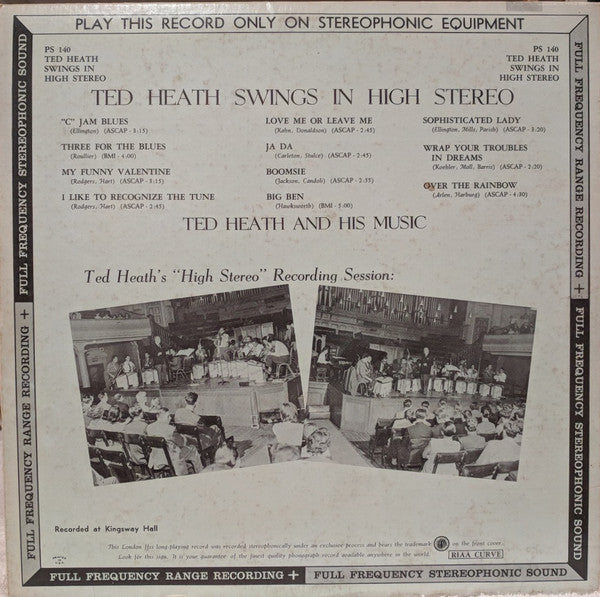 PLAY THIS RECORD ONLY ON STEREOPHONIC EQUIPMENT
PS 140
TED HEATH
SWINGS IN
HIGH STEREO
PS 140
TED HEATH
SWINGS IN
HIGH STEREO
TED HEATH SWINGS IN HIGH STEREO
"C" JAM BLUES
(Ellington) (ASCAP - 3:15)
THREE FOR THE BLUES
(Roullier) (BMI - 4:00)
MY FUNNY VALENTINE
(Rodgers, Hart) (ASCAP - 3:15)
I LIKE TO RECOGNIZE THE TUNE
(Rodgers, Hart) (ASCAP - 2:45)
LOVE ME OR LEAVE ME
(Kahn, Donaldson) (ASCAP - 2:45)
JA DA
(Carleton, Stulce) (ASCAP - 2:45)
BOOMSIE
(Jackson, Candoli) (ASCAP - 2:55)
BIG BEN
(Hawksworth) (BMI - 5:00)
SOPHISTICATED LADY
(Ellington, Mills, Parish) (ASCAP - 3:20)
WRAP YOUR TROUBLES
IN DREAMS
(Koehler, Moll, Barris) (ASCAP - 2:20)
OVER THE RAINBOW
(Arlen, Harburg) (ASCAP - 4:30)
TED HEATH AND HIS MUSIC
Ted Heath's "High Stereo" Recording Session:
Recorded at Kingsway Hall
This London ffss long-playing record was recorded stereophonically under an exclusive process and bears the trademark on the front cover.
Look for this sign. It is your guarantee of the finest quality phonograph record available anywhere in the world.
RIAA CURVE
FULL FREQUENCY RANGE RECORDING + FULL FREQUENCY STEREOPHONIC SOUND
FULL FREQUENCY RANGE RECORDING + FULL FREQUENCY STEREOPHONIC SOUND
FULL FREQUENCY RANGE RECORDING + FULL FREQUENCY STEREOPHONIC SOUND